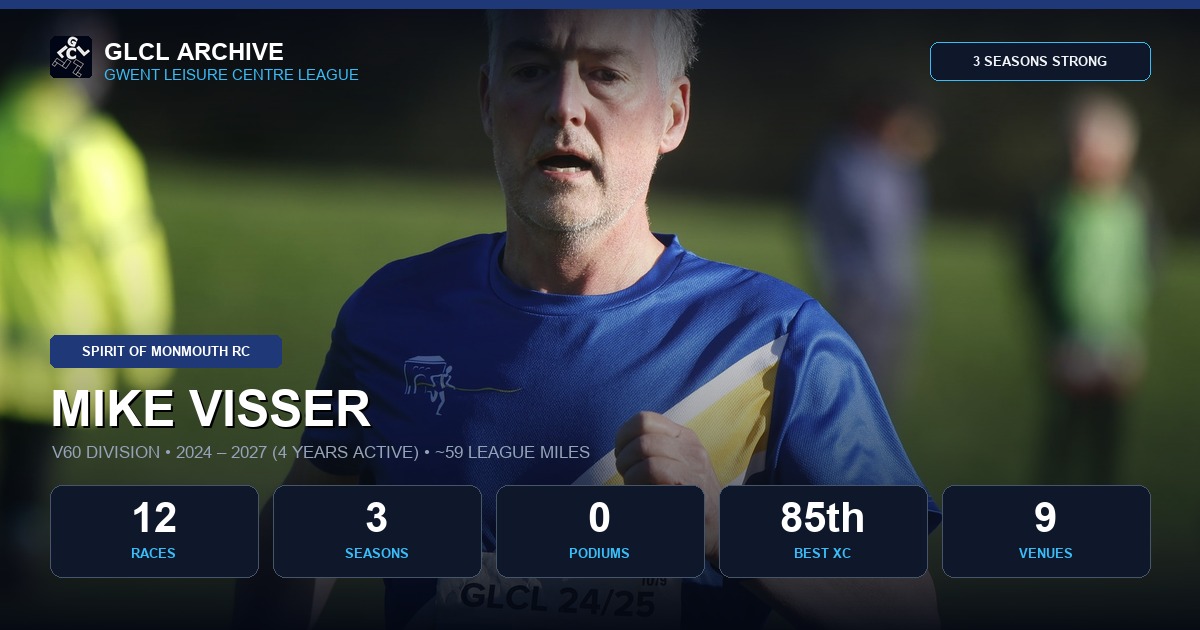 GLCL ARCHIVE
GWENT LEISURE CENTRE LEAGUE
3 SEASONS STRONG
SPIRIT OF MONMOUTH RC
MIKE VISSER
V60 DIVISION • 2024 – 2027 (4 YEARS ACTIVE) • ~59 LEAGUE MILES
12
RACES
3
SEASONS
0
PODIUMS
85th
BEST XC
9
VENUES
GLCL 24/25